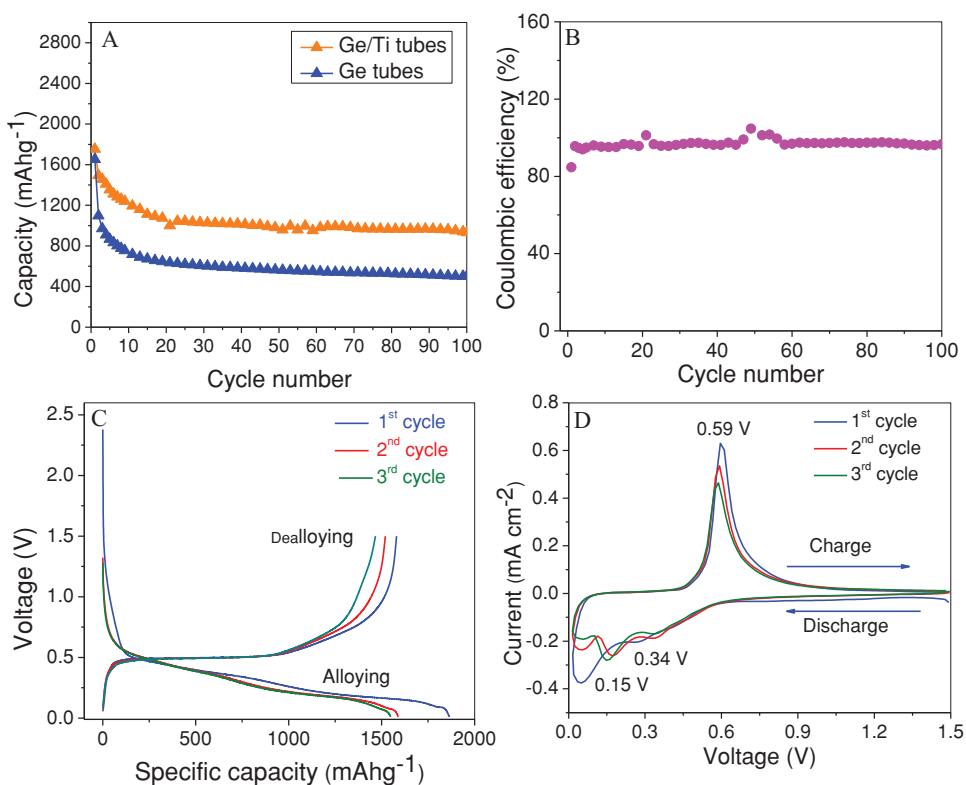 A
Ge/Ti tubes
Ge tubes
3000
2800
2400
2000
1600
1200
800
400
0
0 10 20 30 40 50 60 70 80 90 100
Capacity (mAhg-1)
Cycle number
B
160
120
80
40
0
0 20 40 60 80 100
Coulombic efficiency (%)
Cycle number
C
1st cycle
2nd cycle
3rd cycle
Dealloying
Alloying
2.5
2.0
1.5
1.0
0.5
0.0
0 500 1000 1500 2000
Voltage (V)
Specific capacity (mAhg-1)
D
0.59 V
1st cycle
2nd cycle
3rd cycle
Charge
Discharge
0.34 V
0.15 V
0.8
0.6
0.4
0.2
0.0
-0.2
-0.4
0.0 0.3 0.6 0.9 1.2 1.5
Current (mA cm-2)
Voltage (V)